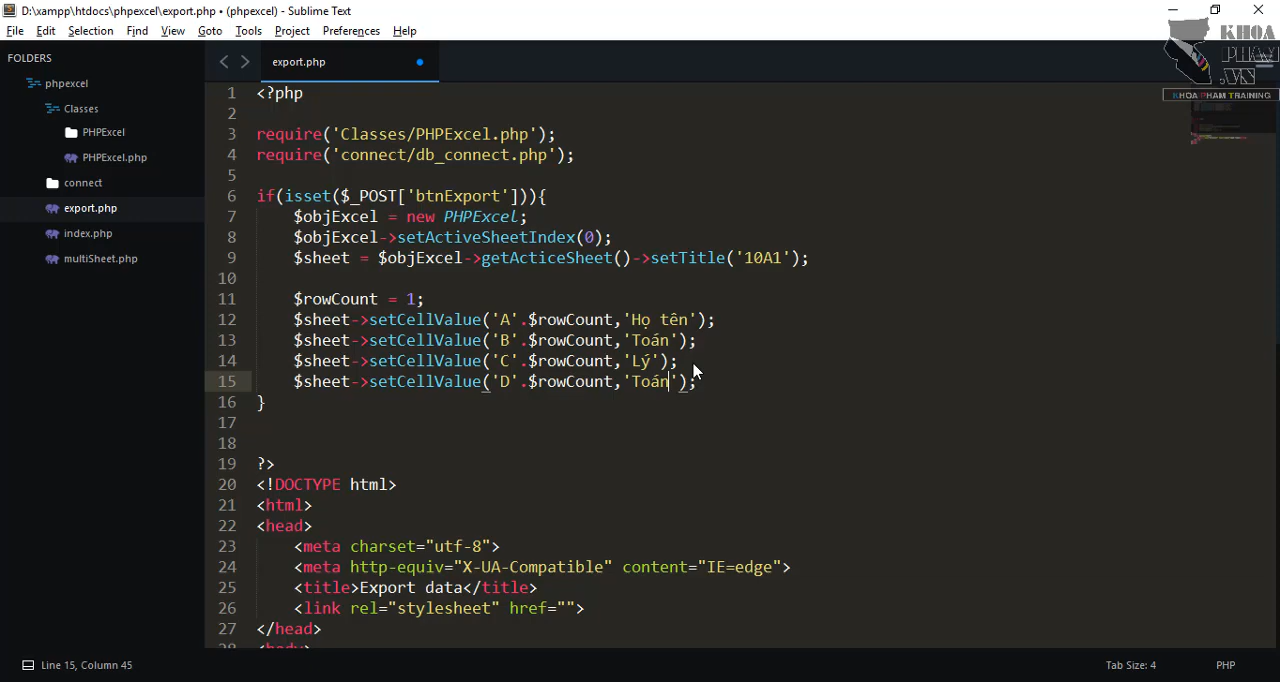 D:\xampp\htdocs\phpexcel\export.php • (phpexcel) - Sublime Text
File Edit Selection Find View Goto Tools Project Preferences Help
KHOA
PHAM
.VN
KHOA PHAM TRAINING
FOLDERS
phpexcel
Classes
PHPExcel
PHPExcel.php
connect
export.php
index.php
multiSheet.php
export.php
1 <?php
2
3 require('Classes/PHPExcel.php');
4 require('connect/db_connect.php');
5
6 if(isset($_POST['btnExport'])){
7 $objExcel = new PHPExcel;
8 $objExcel->setActiveSheetIndex(0);
9 $sheet = $objExcel->getActiceSheet()->setTitle('10A1');
10
11 $rowCount = 1;
12 $sheet->setCellValue('A'.$rowCount,'Họ tên');
13 $sheet->setCellValue('B'.$rowCount,'Toán');
14 $sheet->setCellValue('C'.$rowCount,'Lý');
15 $sheet->setCellValue('D'.$rowCount,'Toán');
16 }
17
18
19 ?>
20 <!DOCTYPE html>
21 <html>
22 <head>
23 <meta charset="utf-8">
24 <meta http-equiv="X-UA-Compatible" content="IE=edge">
25 <title>Export data</title>
26 <link rel="stylesheet" href="">
27 </head>
28 <body>
Line 15, Column 45 Tab Size: 4 PHP